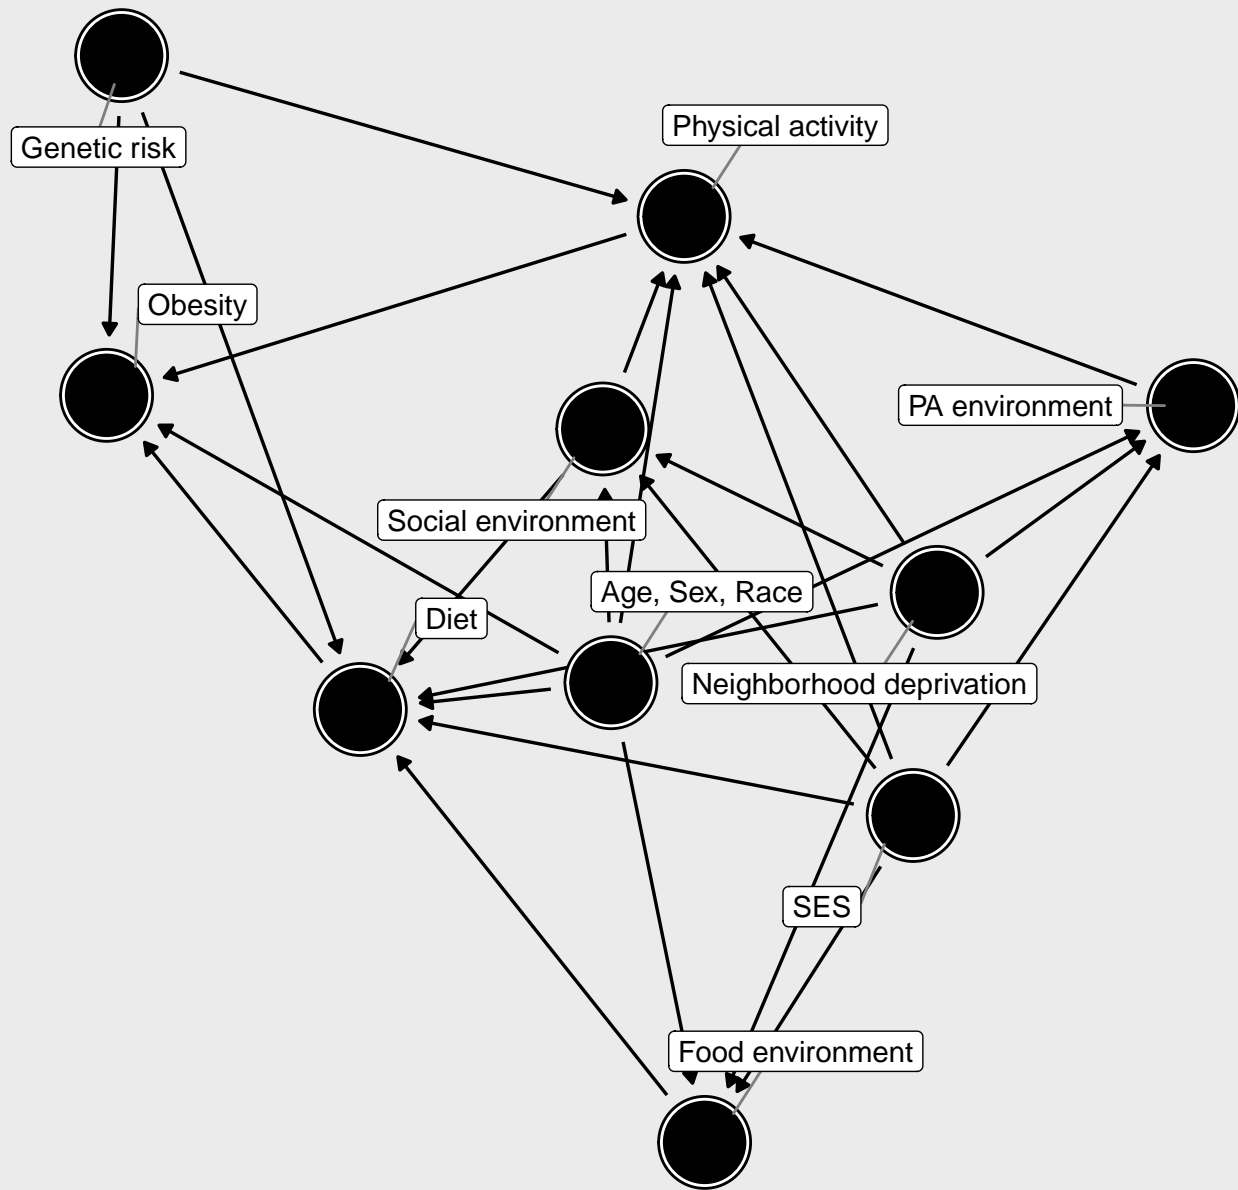 Physical activity
Genetic risk
Obesity
PA environment
Social environment
Age, Sex, Race
Diet
Neighborhood deprivation
SES
Food environment